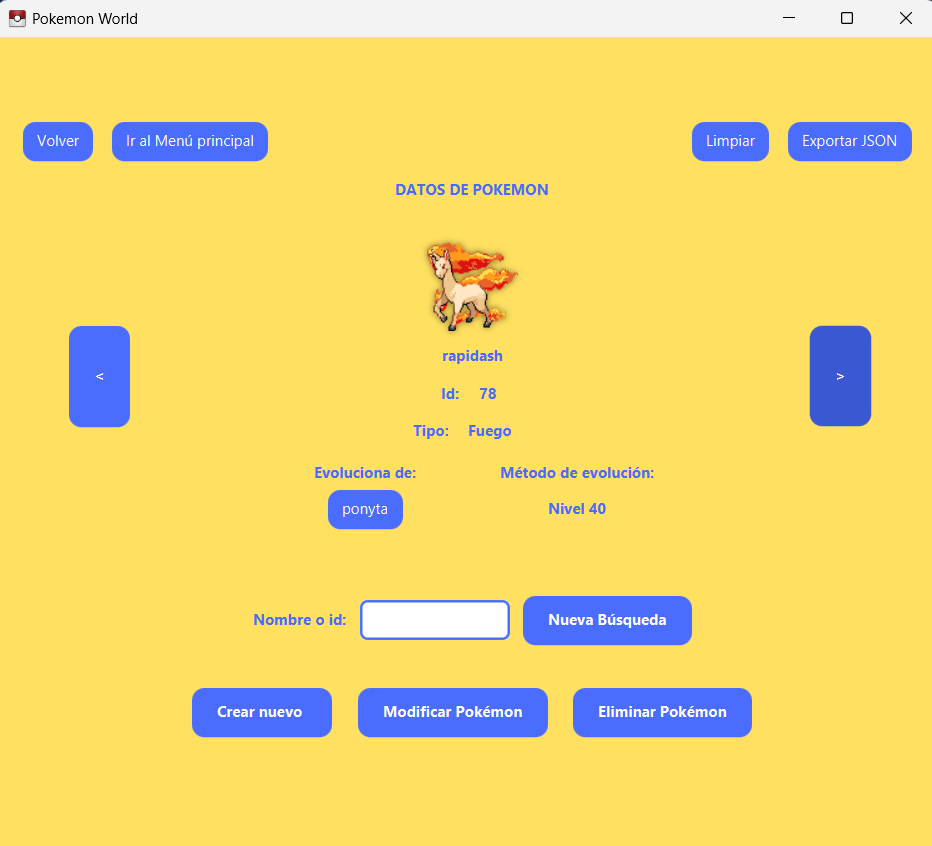 Pokemon World
Volver
Ir al Menú principal
Limpiar
Exportar JSON
DATOS DE POKEMON
<
>
rapidash
Id: 78
Tipo: Fuego
Evoluciona de:
Método de evolución:
ponyta
Nivel 40
Nombre o id:
Nueva Búsqueda
Crear nuevo
Modificar Pokémon
Eliminar Pokémon